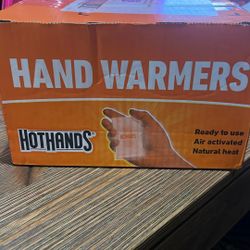 HAND WARMERS
HOTHANDS®
Ready to use
Air activated
Natural heat